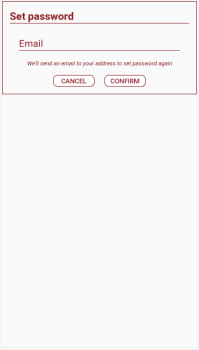 Set password
Email
We'll send an email to your address to set password again
CANCEL
CONFIRM